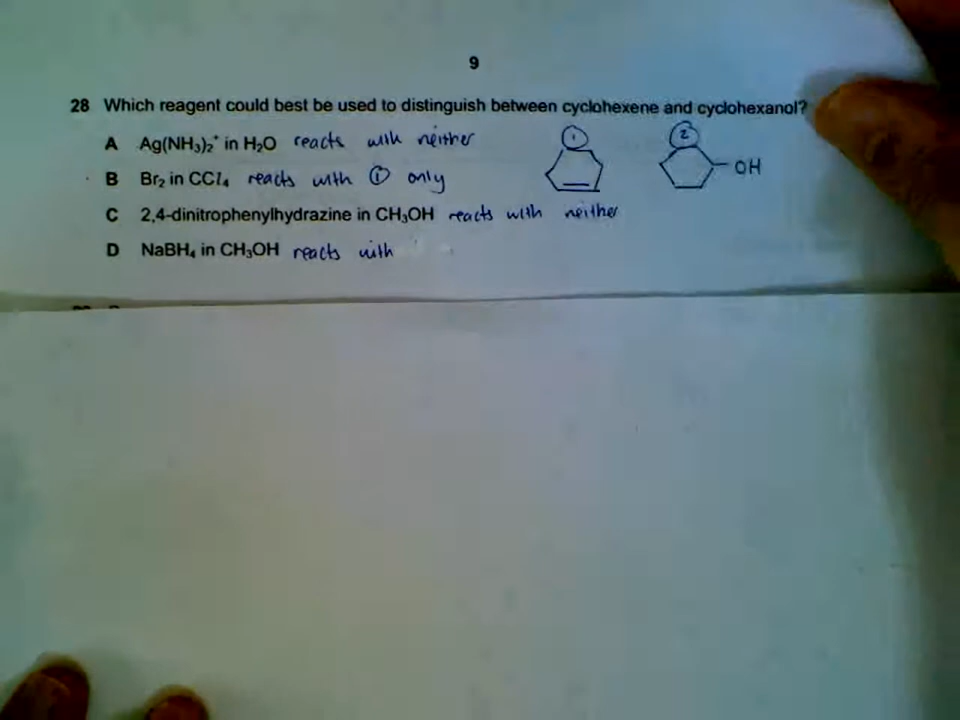 9
28 Which reagent could best be used to distinguish between cyclohexene and cyclohexanol?
A Ag(NH₃)₂⁺ in H₂O reacts with neither
B Br₂ in CCl₄ reacts with ① only
C 2,4-dinitrophenylhydrazine in CH₃OH reacts with neither
D NaBH₄ in CH₃OH reacts with
① ② OH